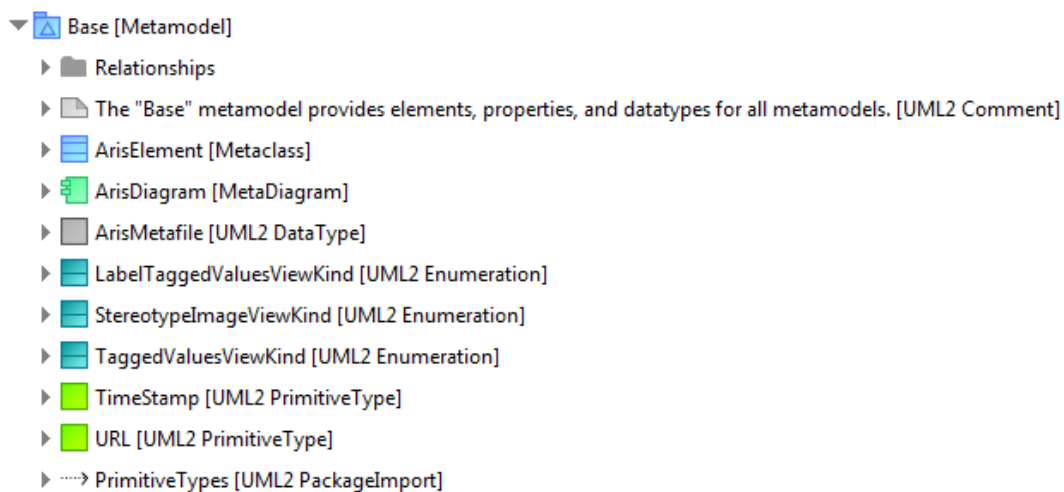 Base [Metamodel]
Relationships
The "Base" metamodel provides elements, properties, and datatypes for all metamodels. [UML2 Comment]
ArisElement [Metaclass]
ArisDiagram [MetaDiagram]
ArisMetafile [UML2 DataType]
LabelTaggedValuesViewKind [UML2 Enumeration]
StereotypeImageViewKind [UML2 Enumeration]
TaggedValuesViewKind [UML2 Enumeration]
TimeStamp [UML2 PrimitiveType]
URL [UML2 PrimitiveType]
PrimitiveTypes [UML2 PackageImport]